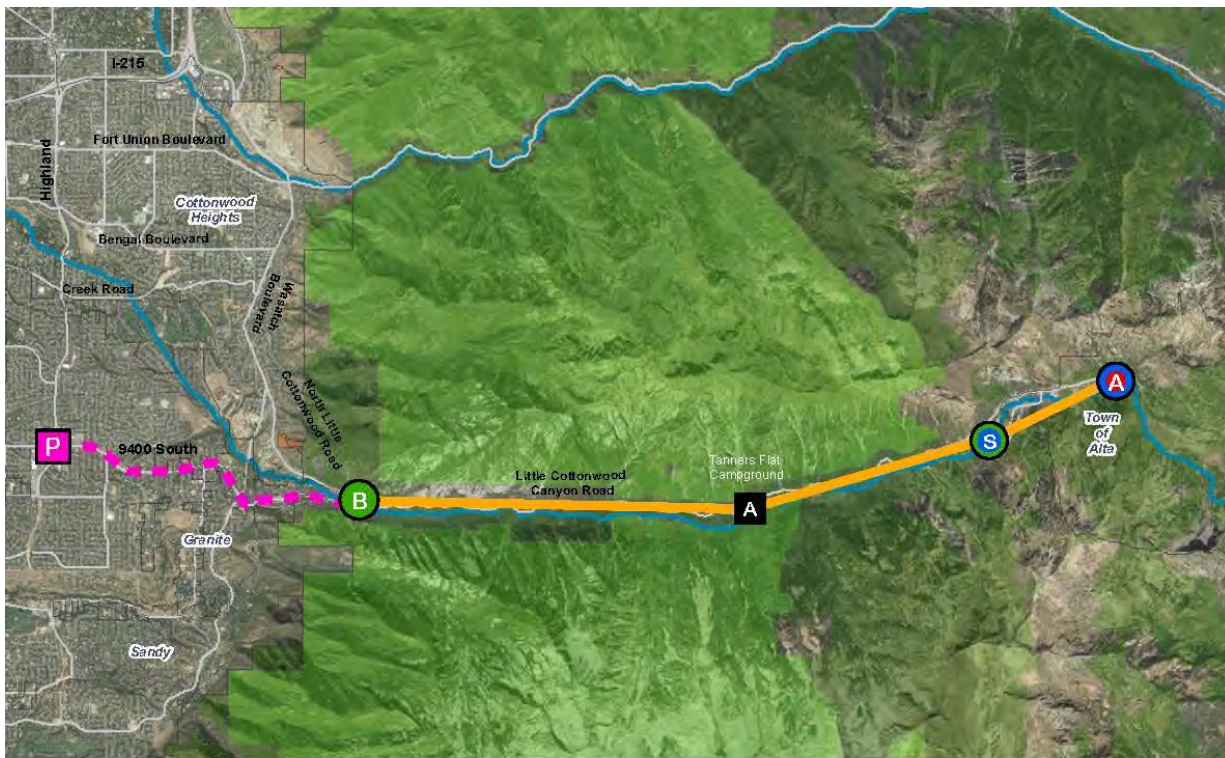 I-215
Fort Union Boulevard
Highland
Cottonwood
Heights
Bengal Boulevard
Creek Road
Wasatch
Boulevard
North Little
Cottonwood Road
A
Town
of
Alta
S
P
9400 South
Tanners Flat
Campground
Little Cottonwood
Canyon Road
B
A
Granite
Sandy